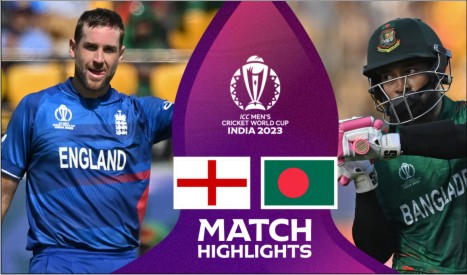 ICC MEN'S
CRICKET WORLD CUP
INDIA 2023
ENGLAND
BANGLADE
MATCH
HIGHLIGHTS